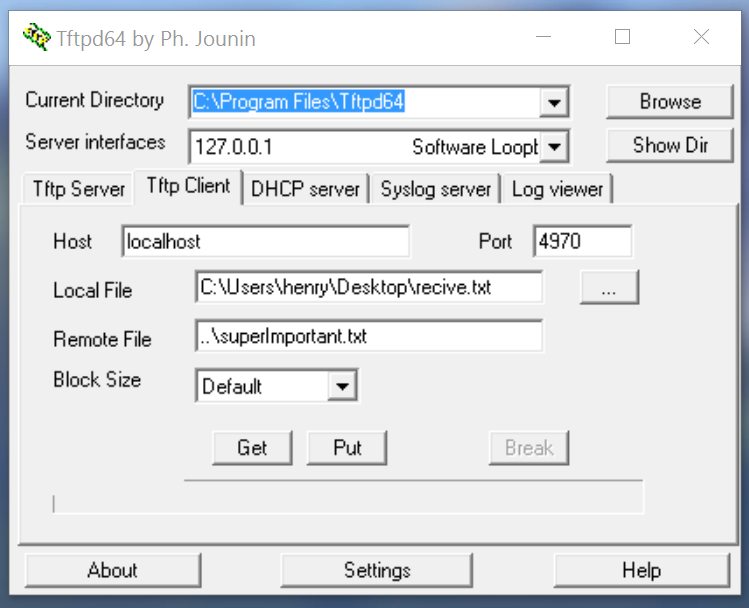 Tftpd64 by Ph. Jounin
Current Directory C:\Program Files\Tftpd64 Browse
Server interfaces 127.0.0.1 Software Loopb Show Dir
Tftp Server Tftp Client DHCP server Syslog server Log viewer
Host localhost Port 4970
Local File C:\Users\henry\Desktop\recive.txt ...
Remote File ..\superImportant.txt
Block Size Default
Get Put Break
About Settings Help